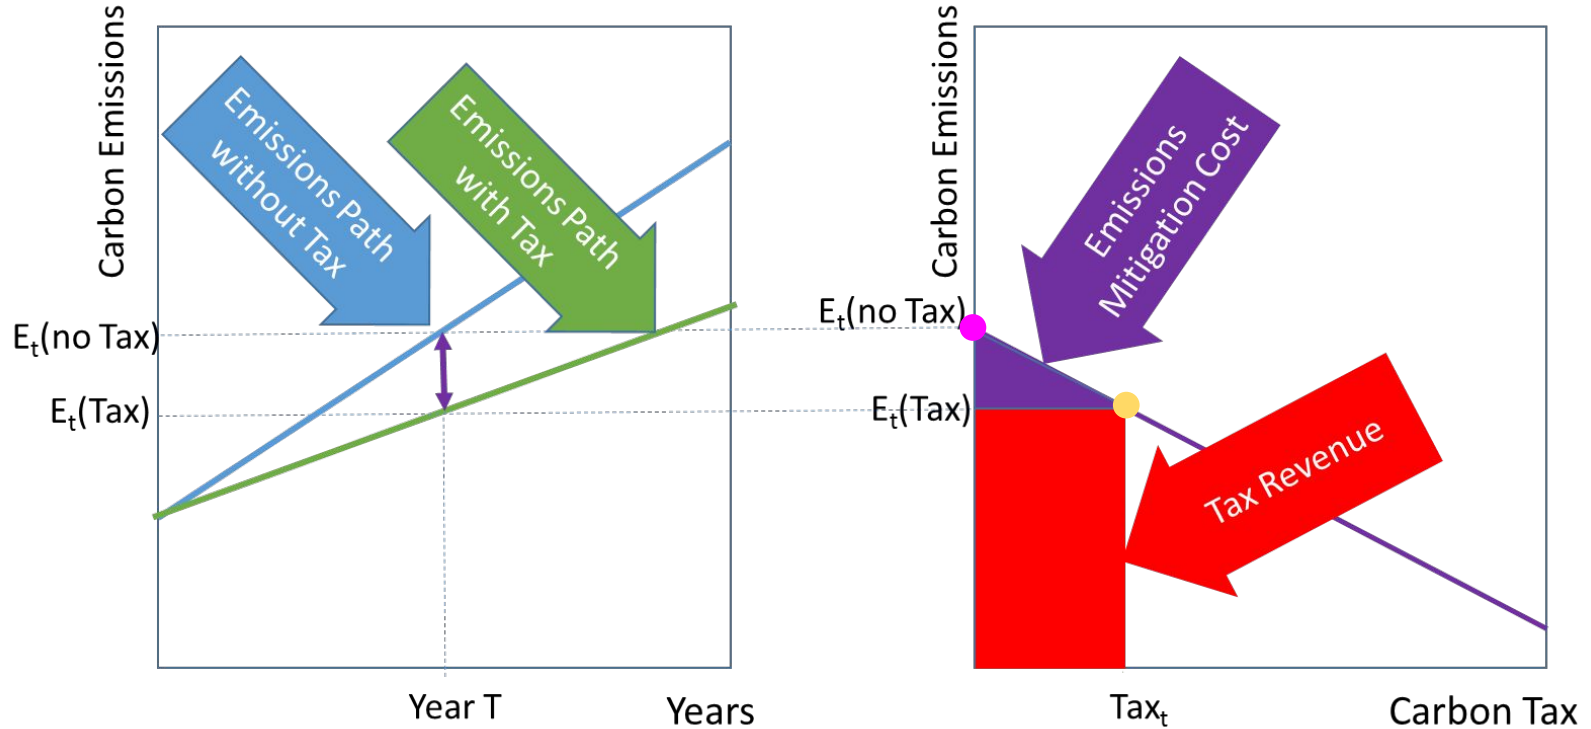 Carbon Emissions
Emissions Path
without Tax
Emissions Path
with Tax
Et(no Tax)
Et(Tax)
Year T
Years
Carbon Emissions
Emissions
Mitigation Cost
Et(no Tax)
Et(Tax)
Tax Revenue
Taxt
Carbon Tax